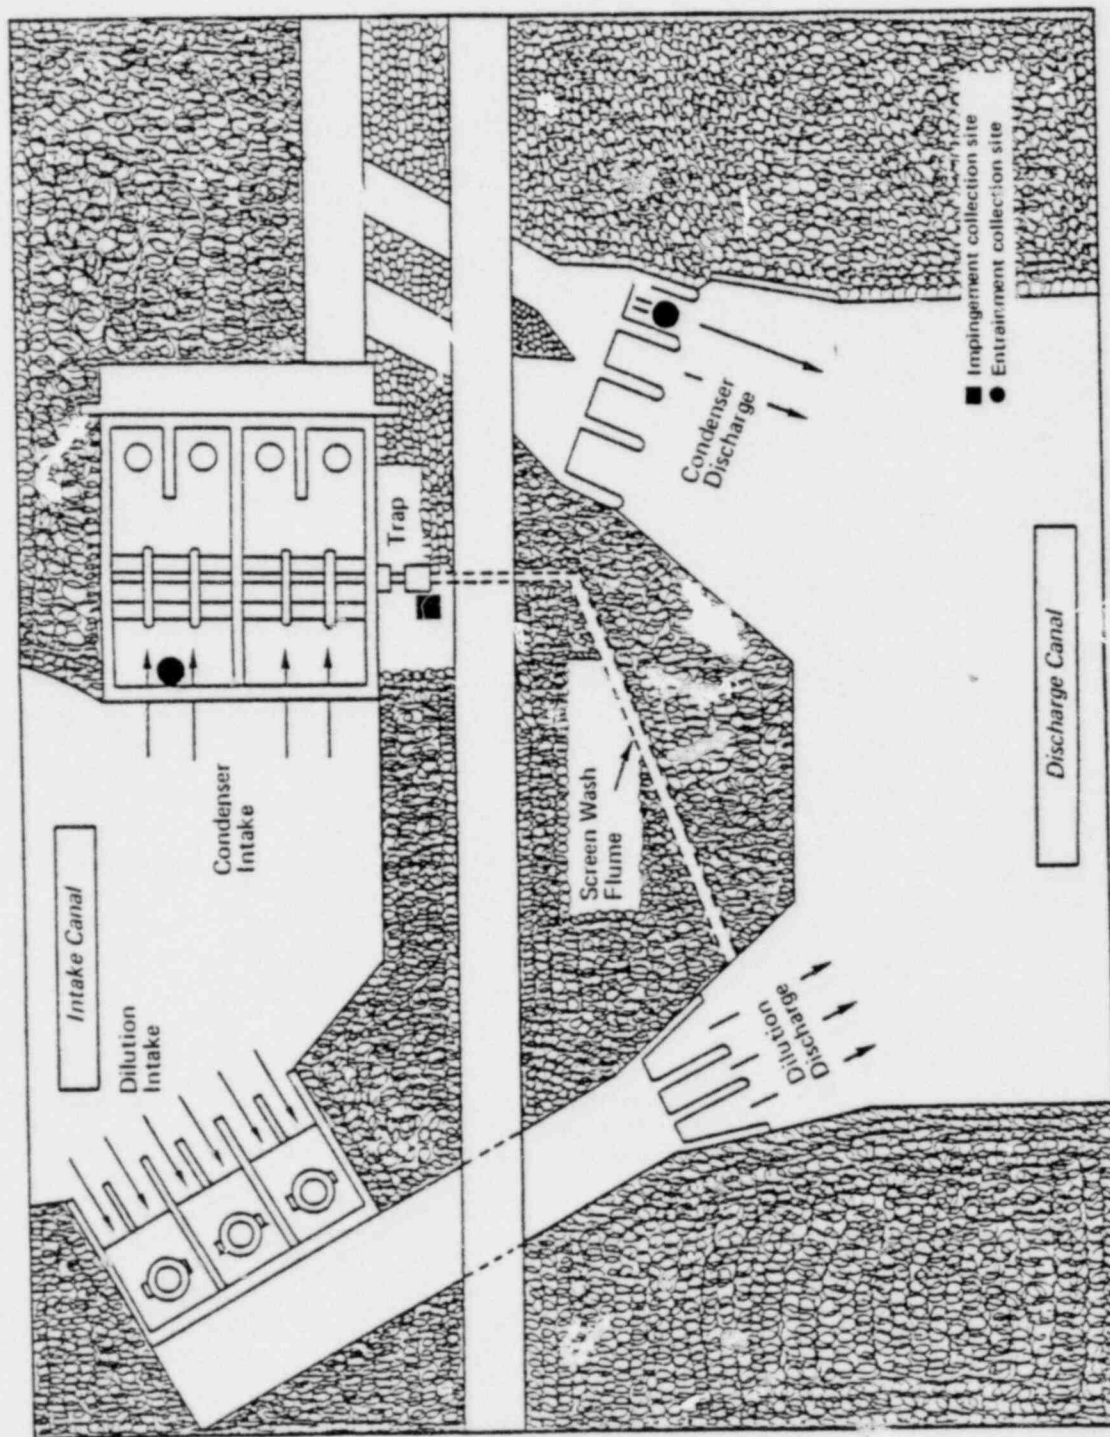 Intake Canal
Dilution
Intake
Condenser
Intake
Trap
Screen Wash
Flume
Condenser
Discharge
Dilution
Discharge
Discharge Canal
Impingement collection site
Entrainment collection site